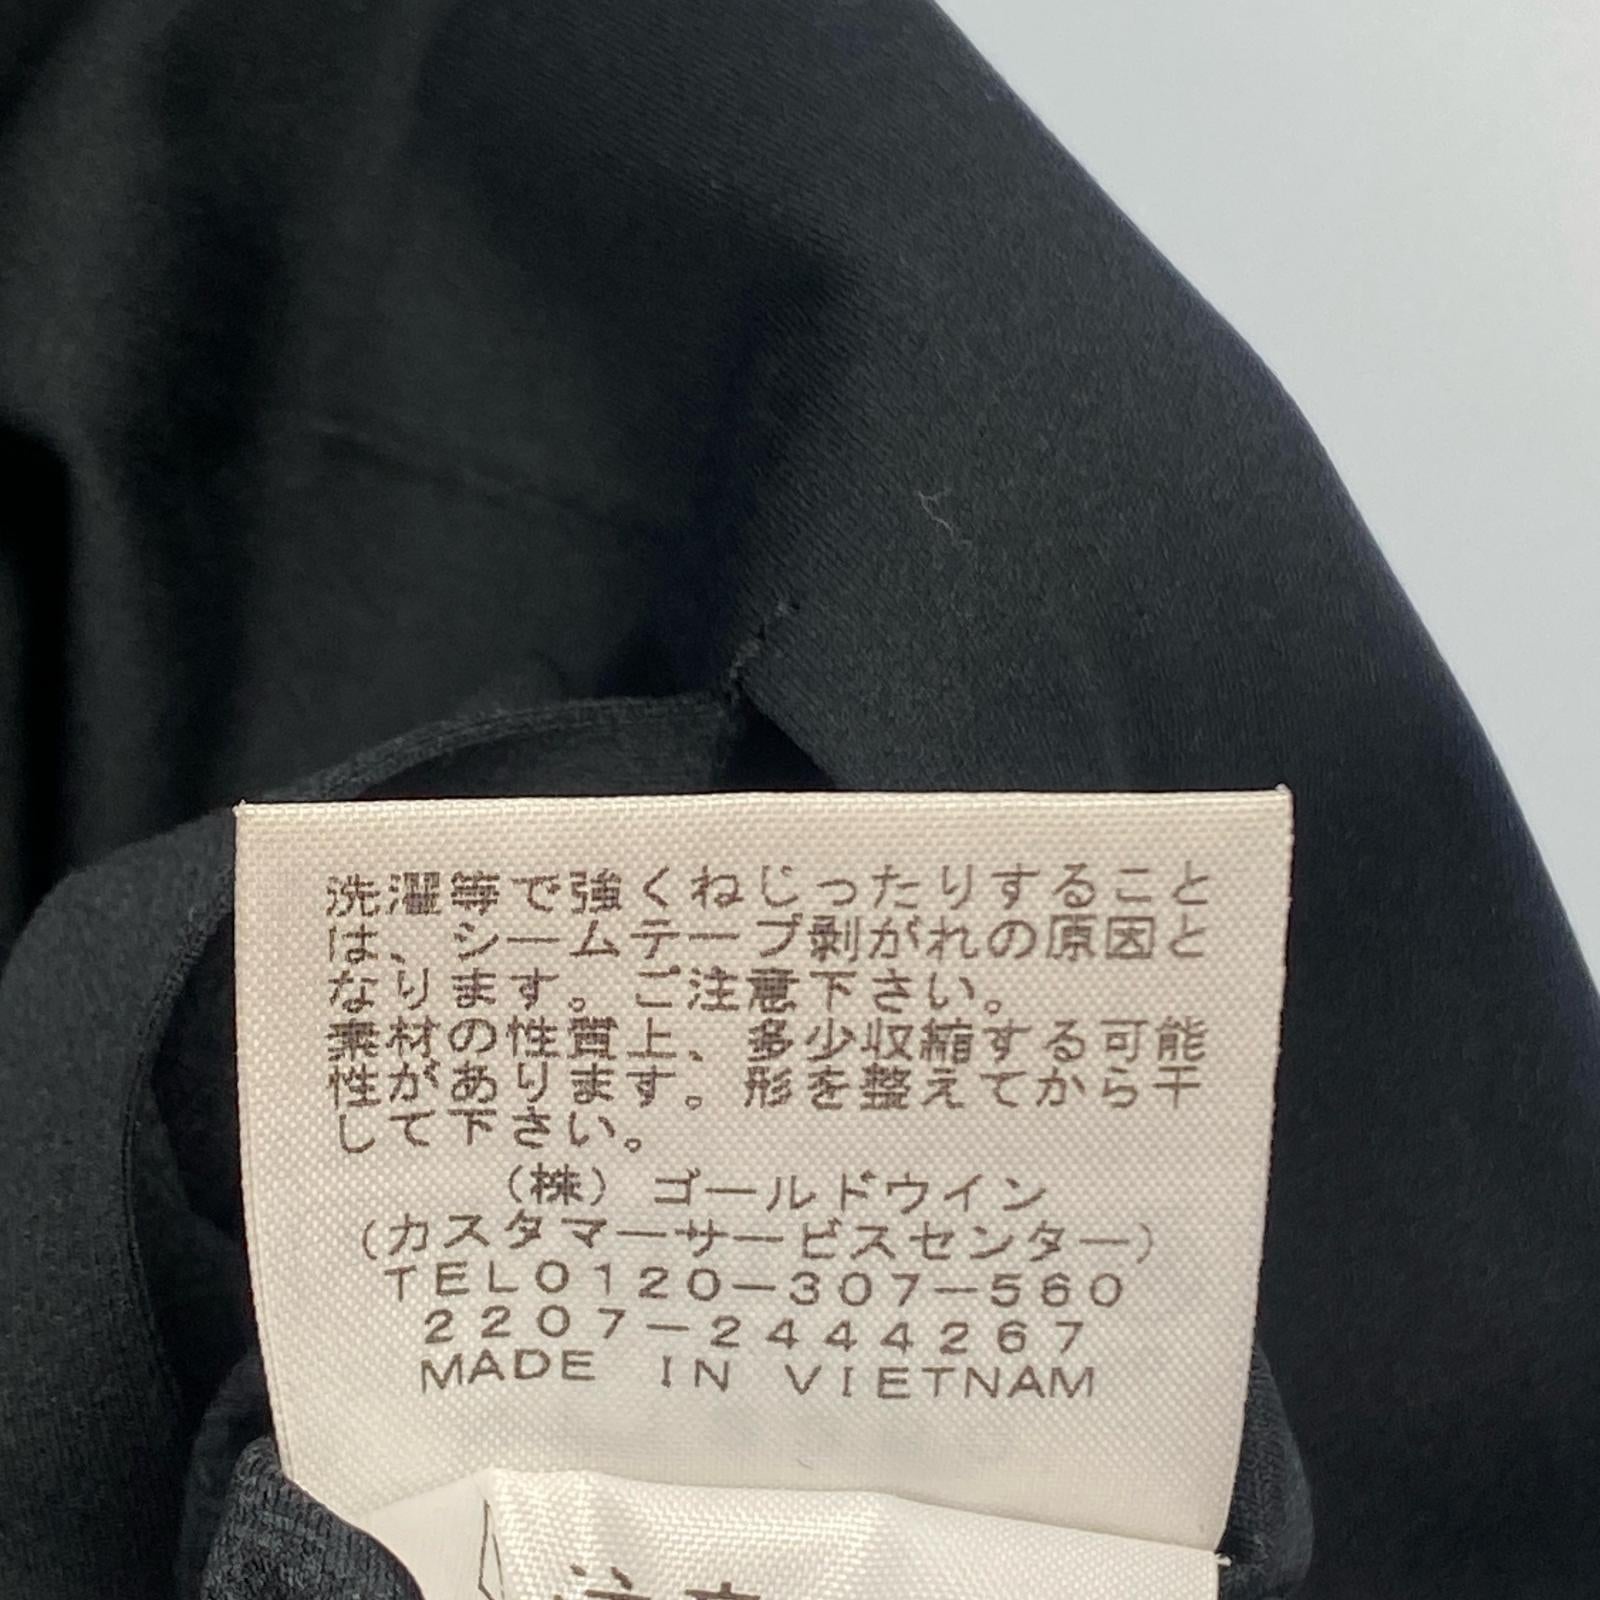 洗濯等で強くねじったりすること
は、シームテープ剥がれの原因と
なります。ご注意下さい。
素材の性質上、多少収縮する可能
性があります。形を整えてから干
して下さい。
(株)ゴールドウイン
(カスタマーサービスセンター)
TEL0120-307-560
2207-2444267
MADE IN VIETNAM